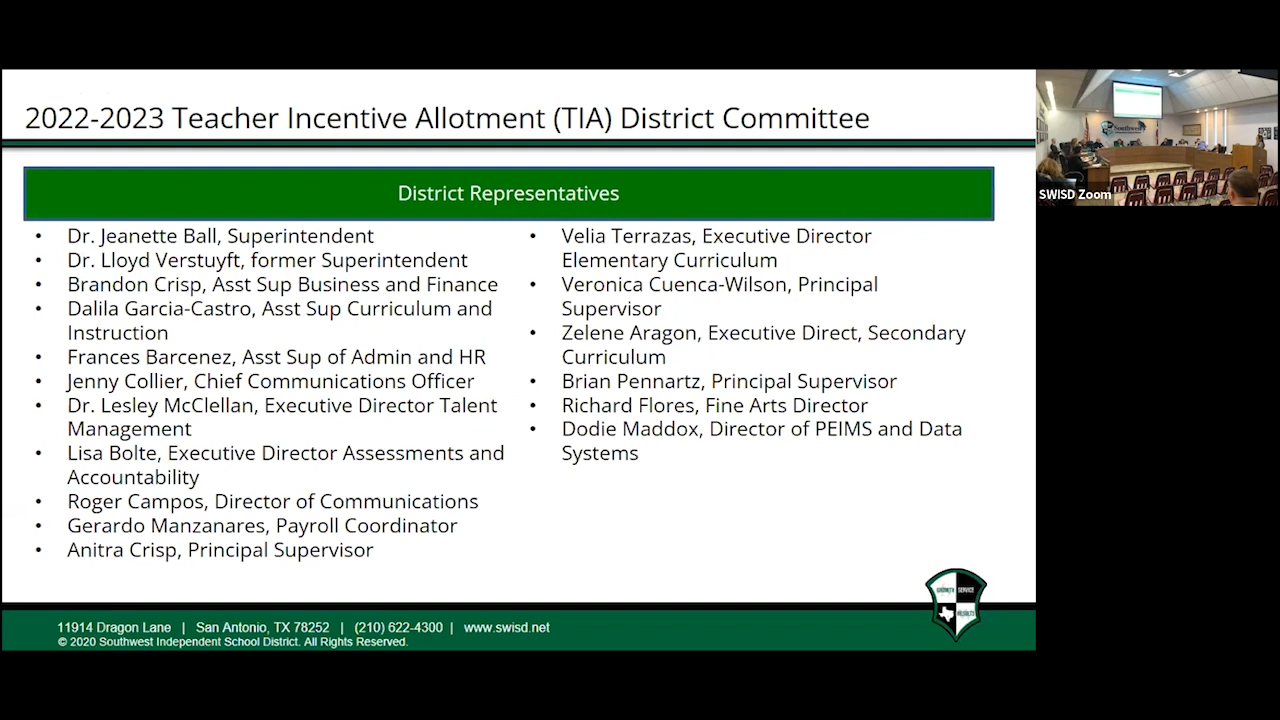 2022-2023 Teacher Incentive Allotment (TIA) District Committee
District Representatives
• Dr. Jeanette Ball, Superintendent
• Dr. Lloyd Verstuyft, former Superintendent
• Brandon Crisp, Asst Sup Business and Finance
• Dalila Garcia-Castro, Asst Sup Curriculum and
Instruction
• Frances Barcenez, Asst Sup of Admin and HR
• Jenny Collier, Chief Communications Officer
• Dr. Lesley McClellan, Executive Director Talent
Management
• Lisa Bolte, Executive Director Assessments and
Accountability
• Roger Campos, Director of Communications
• Gerardo Manzanares, Payroll Coordinator
• Anitra Crisp, Principal Supervisor
• Velia Terrazas, Executive Director
Elementary Curriculum
• Veronica Cuenca-Wilson, Principal
Supervisor
• Zelene Aragon, Executive Direct, Secondary
Curriculum
• Brian Pennartz, Principal Supervisor
• Richard Flores, Fine Arts Director
• Dodie Maddox, Director of PEIMS and Data
Systems
GROWTH SERVICE
RESULTS
11914 Dragon Lane | San Antonio, TX 78252 | (210) 622-4300 | www.swisd.net
© 2020 Southwest Independent School District. All Rights Reserved.
Southwest
SWISD Zoom